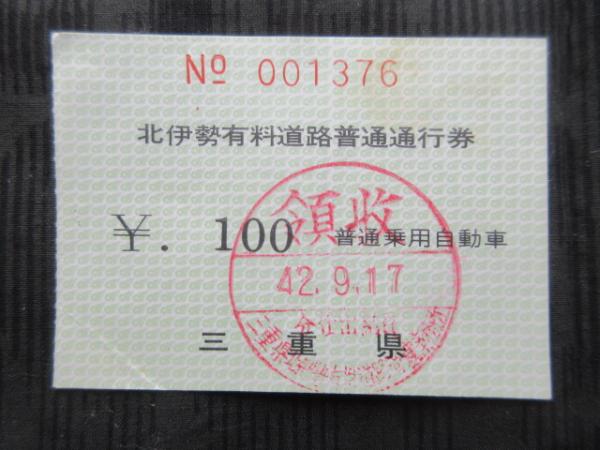 № 001376
北伊勢有料道路普通通行券
¥. 100 普通乗用自動車
領収
42.9.17
三重県